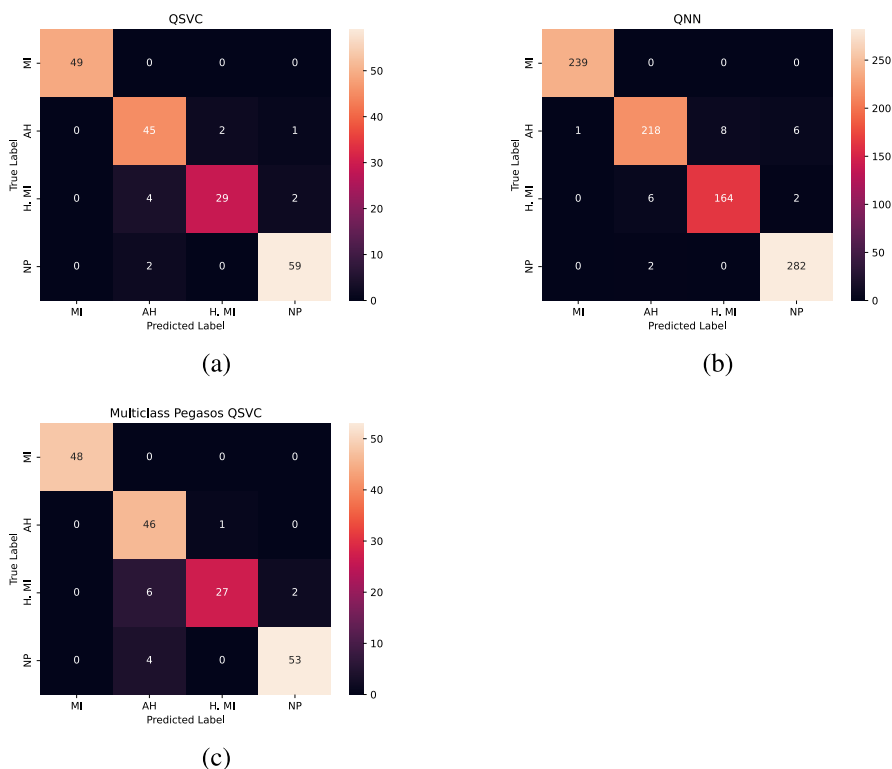 QSVC
True Label
MI 49 0 0 0
AH 0 45 2 1
H. MI 0 4 29 2
NP 0 2 0 59
MI AH H. MI NP
Predicted Label
50
40
30
20
10
0
(a)
QNN
True Label
MI 239 0 0 0
AH 1 218 8 6
H. MI 0 6 164 2
NP 0 2 0 282
MI AH H. MI NP
Predicted Label
250
200
150
100
50
0
(b)
Multiclass Pegasos QSVC
True Label
MI 48 0 0 0
AH 0 46 1 0
H. MI 0 6 27 2
NP 0 4 0 53
MI AH H. MI NP
Predicted Label
50
40
30
20
10
0
(c)